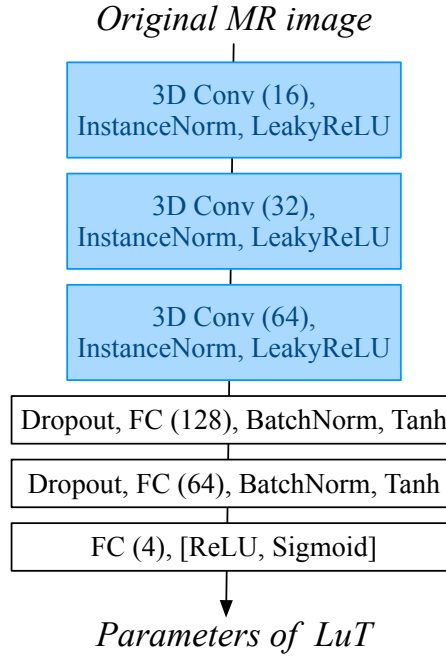 Original MR image
3D Conv (16),
InstanceNorm, LeakyReLU
3D Conv (32),
InstanceNorm, LeakyReLU
3D Conv (64),
InstanceNorm, LeakyReLU
Dropout, FC (128), BatchNorm, Tanh
Dropout, FC (64), BatchNorm, Tanh
FC (4), [ReLU, Sigmoid]
Parameters of LuT